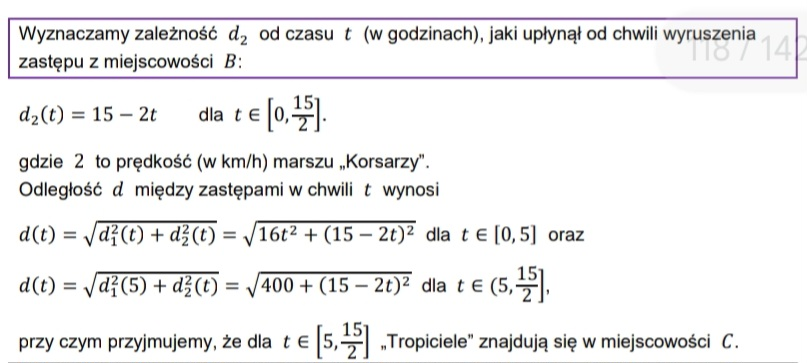 Wyznaczamy zależność d₂ od czasu t (w godzinach), jaki upłynął od chwili wyruszenia
118 / 142
zastępu z miejscowości B:
d₂(t) = 15 − 2t dla t ∈ [0, 15/2].
gdzie 2 to prędkość (w km/h) marszu „Korsarzy”.
Odległość d między zastępami w chwili t wynosi
d(t) = √(d₁²(t) + d₂²(t)) = √(16t² + (15 − 2t)²) dla t ∈ [0, 5] oraz
d(t) = √(d₁²(5) + d₂²(t)) = √(400 + (15 − 2t)²) dla t ∈ (5, 15/2],
przy czym przyjmujemy, że dla t ∈ [5, 15/2] „Tropiciele” znajdują się w miejscowości C.